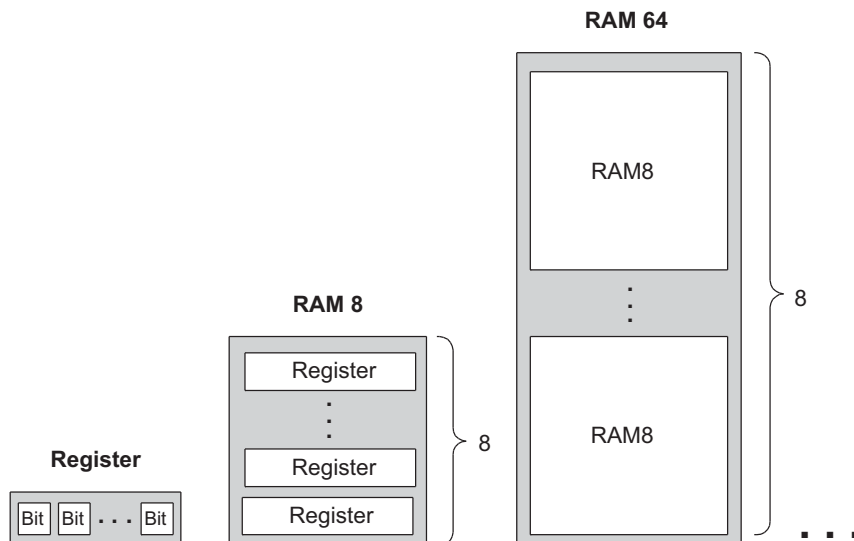 RAM 64
RAM8
8
RAM 8
Register
RAM8
8
Register
Register
Bit Bit . . . Bit
Register
. . .